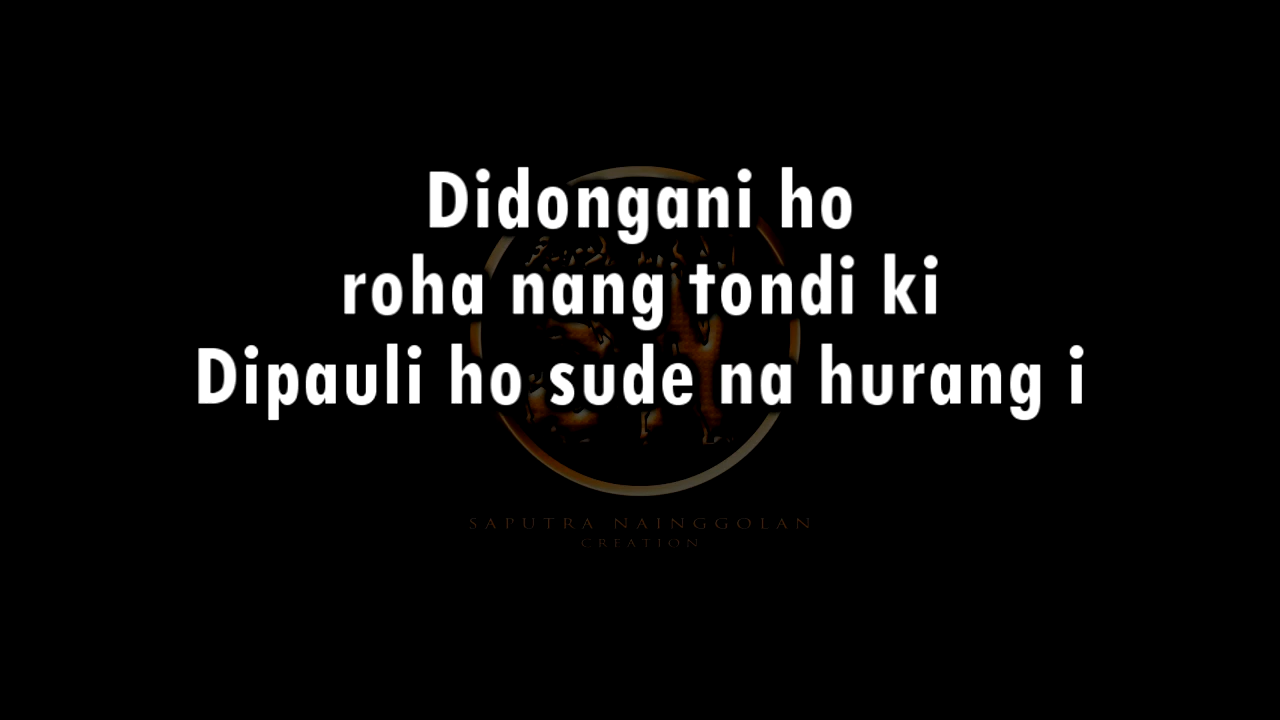 Didongani ho
roha nang tondi ki
Dipauli ho sude na hurang i
SAPUTRA NAINGGOLAN
CREATION